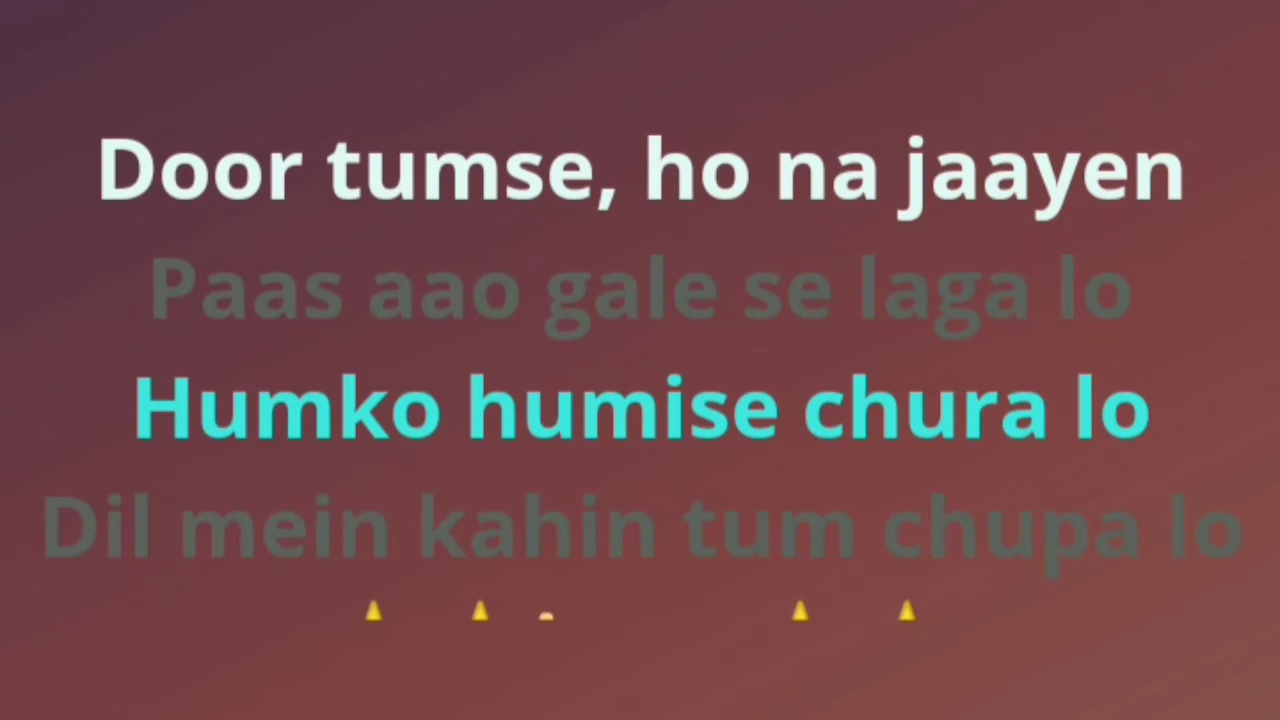 Door tumse, ho na jaayen
Paas aao gale se laga lo
Humko humise chura lo
Dil mein kahin tum chupa lo